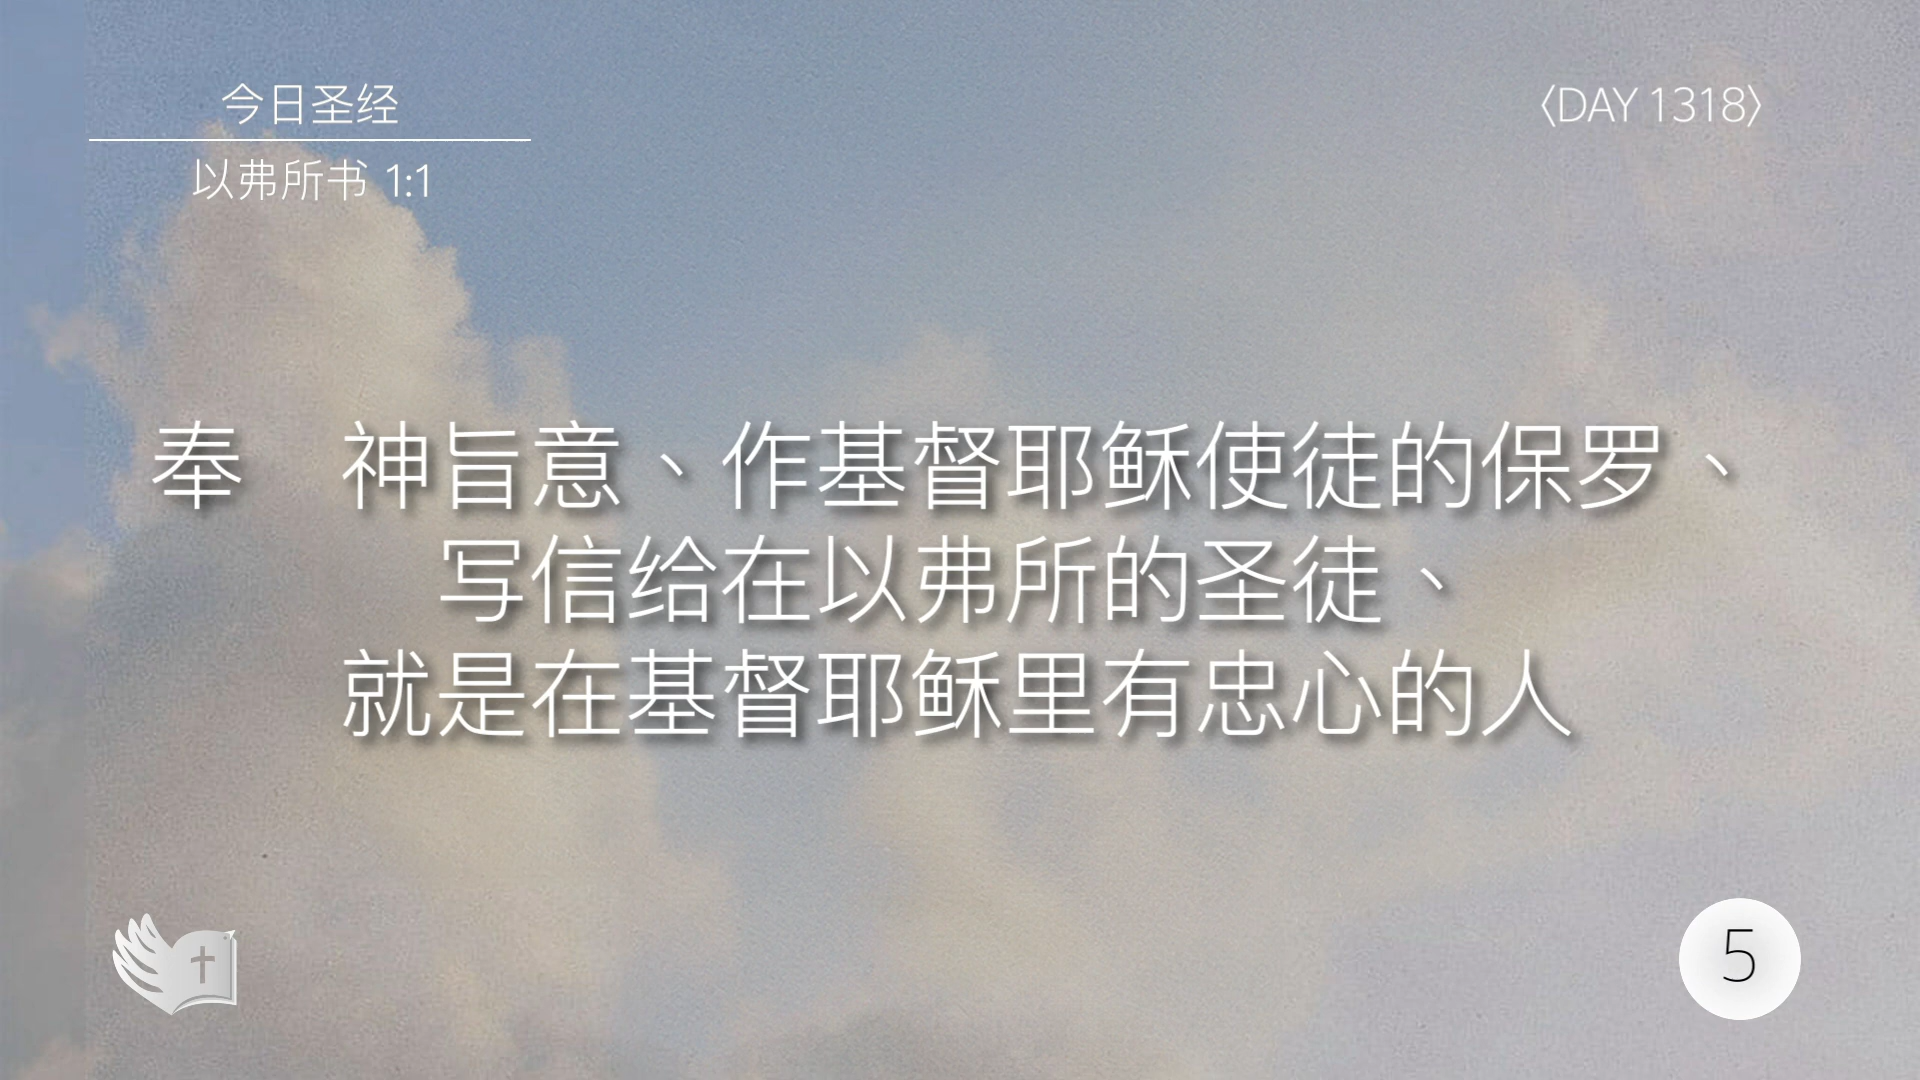 今日圣经
以弗所书 1:1
〈DAY 1318〉
奉　神旨意、作基督耶稣使徒的保罗、
写信给在以弗所的圣徒、
就是在基督耶稣里有忠心的人
5